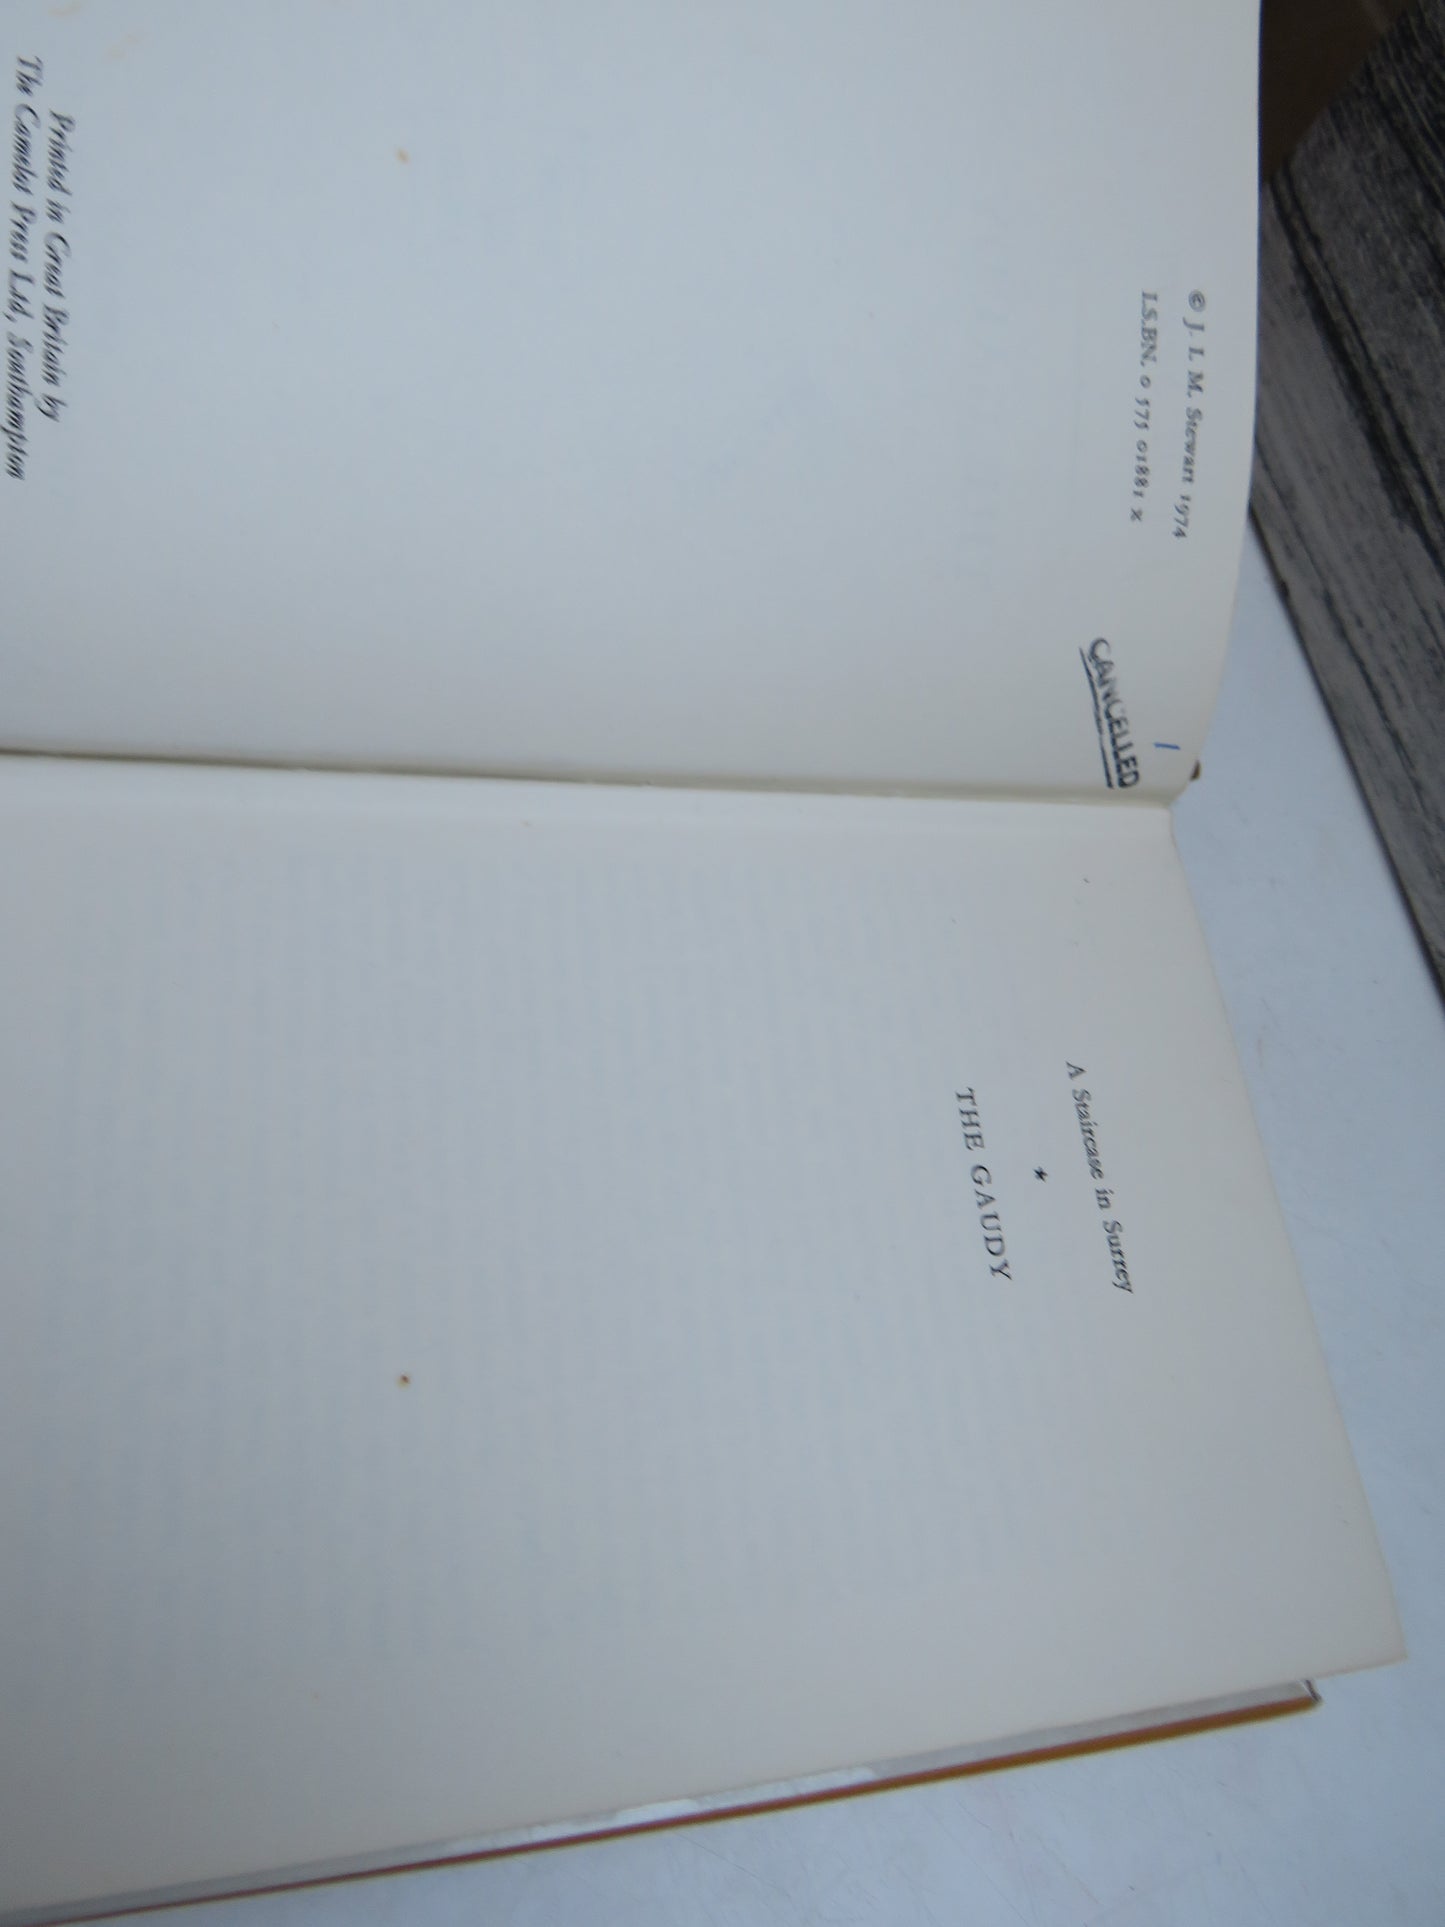 © J. I. M. Stewart 1974
I.S.B.N. 0 575 01881 X
CANCELLED
Printed in Great Britain by
The Camelot Press Ltd, Southampton
A Staircase in Surrey
*
THE GAUDY